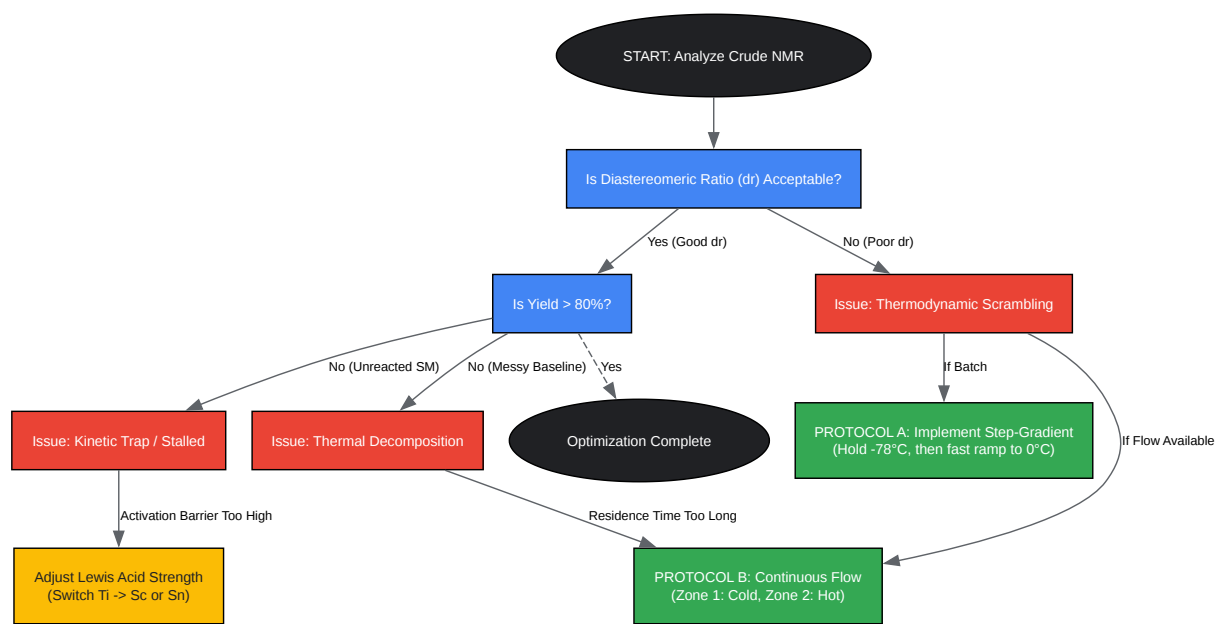 START: Analyze Crude NMR
Is Diastereomeric Ratio (dr) Acceptable?
Yes (Good dr)
No (Poor dr)
Is Yield > 80%?
Issue: Thermodynamic Scrambling
No (Unreacted SM)
No (Messy Baseline)
Yes
If Batch
Issue: Kinetic Trap / Stalled
Issue: Thermal Decomposition
Optimization Complete
PROTOCOL A: Implement Step-Gradient
(Hold -78°C, then fast ramp to 0°C)
If Flow Available
Activation Barrier Too High
Residence Time Too Long
Adjust Lewis Acid Strength
(Switch Ti -> Sc or Sn)
PROTOCOL B: Continuous Flow
(Zone 1: Cold, Zone 2: Hot)